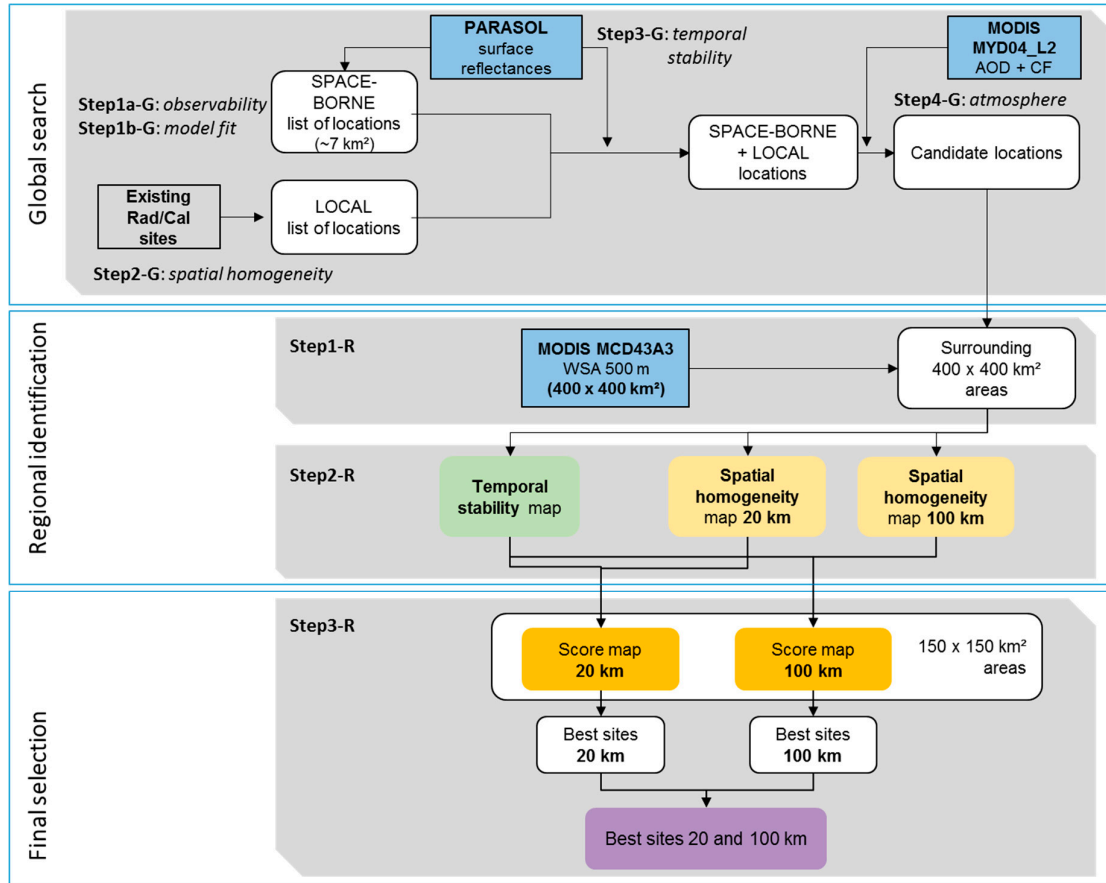 Global search
PARASOL
surface
reflectances
Step3-G: temporal
stability
MODIS
MYD04_L2
AOD + CF
Step1a-G: observability
Step1b-G: model fit
SPACE-
BORNE
list of locations
(~7 km²)
Step4-G: atmosphere
SPACE-BORNE
+ LOCAL
locations
Candidate locations
Existing
Rad/Cal
sites
LOCAL
list of locations
Step2-G: spatial homogeneity
Regional identification
Step1-R
MODIS MCD43A3
WSA 500 m
(400 x 400 km²)
Surrounding
400 x 400 km²
areas
Step2-R
Temporal
stability map
Spatial
homogeneity
map 20 km
Spatial
homogeneity
map 100 km
Final selection
Step3-R
Score map
20 km
Score map
100 km
150 x 150 km²
areas
Best sites
20 km
Best sites
100 km
Best sites 20 and 100 km